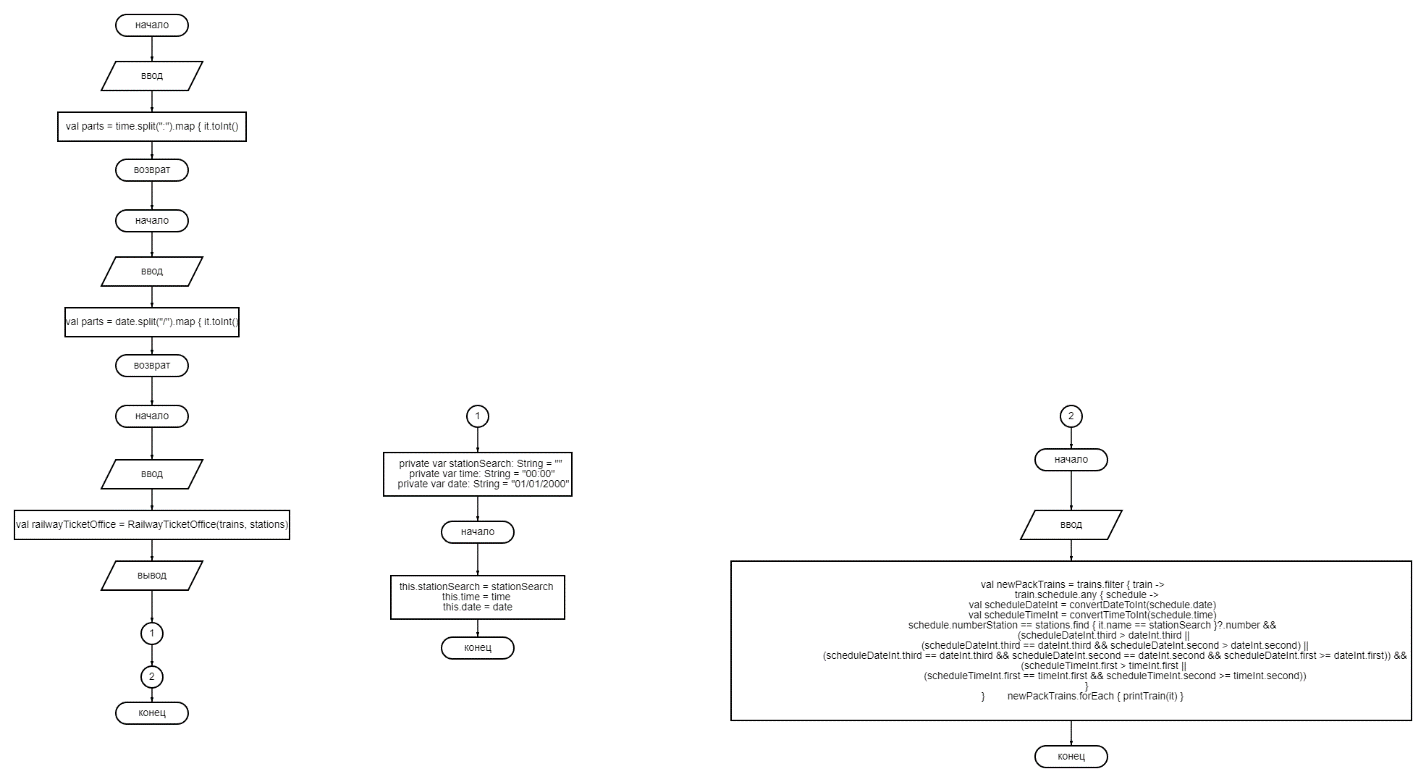 начало
ввод
val parts = time.split(":").map { it.toInt()
возврат
начало
ввод
val parts = date.split("/").map { it.toInt()
возврат
начало
ввод
val railwayTicketOffice = RailwayTicketOffice(trains, stations)
вывод
1
2
конец
1
private var stationSearch: String = ""
private var time: String = "00:00"
private var date: String = "01/01/2000"
начало
this.stationSearch = stationSearch
this.time = time
this.date = date
конец
2
начало
ввод
val newPackTrains = trains.filter { train ->
train.schedule.any { schedule ->
val scheduleDateInt = convertDateToInt(schedule.date)
val scheduleTimeInt = convertTimeToInt(schedule.time)
schedule.numberStation == stations.find { it.name == stationSearch }?.number &&
(scheduleDateInt.third > dateInt.third ||
(scheduleDateInt.third == dateInt.third && scheduleDateInt.second > dateInt.second) ||
(scheduleDateInt.third == dateInt.third && scheduleDateInt.second == dateInt.second && scheduleDateInt.first >= dateInt.first)) &&
(scheduleTimeInt.first > timeInt.first ||
(scheduleTimeInt.first == timeInt.first && scheduleTimeInt.second >= timeInt.second))
}
} newPackTrains.forEach { printTrain(it) }
конец